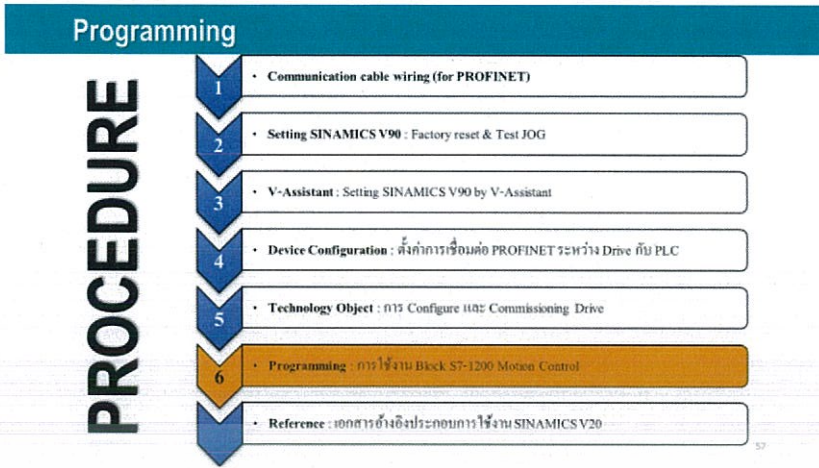 Programming
PROCEDURE
1
• Communication cable wiring (for PROFINET)
2
• Setting SINAMICS V90 : Factory reset & Test JOG
3
• V-Assistant : Setting SINAMICS V90 by V-Assistant
4
• Device Configuration : ตั้งค่าการเชื่อมต่อ PROFINET ระหว่าง Drive กับ PLC
5
• Technology Object : การ Configure และ Commissioning Drive
6
• Programming : การใช้งาน Block S7-1200 Motion Control
• Reference : เอกสารอ้างอิงประกอบการใช้งาน SINAMICS V20
57